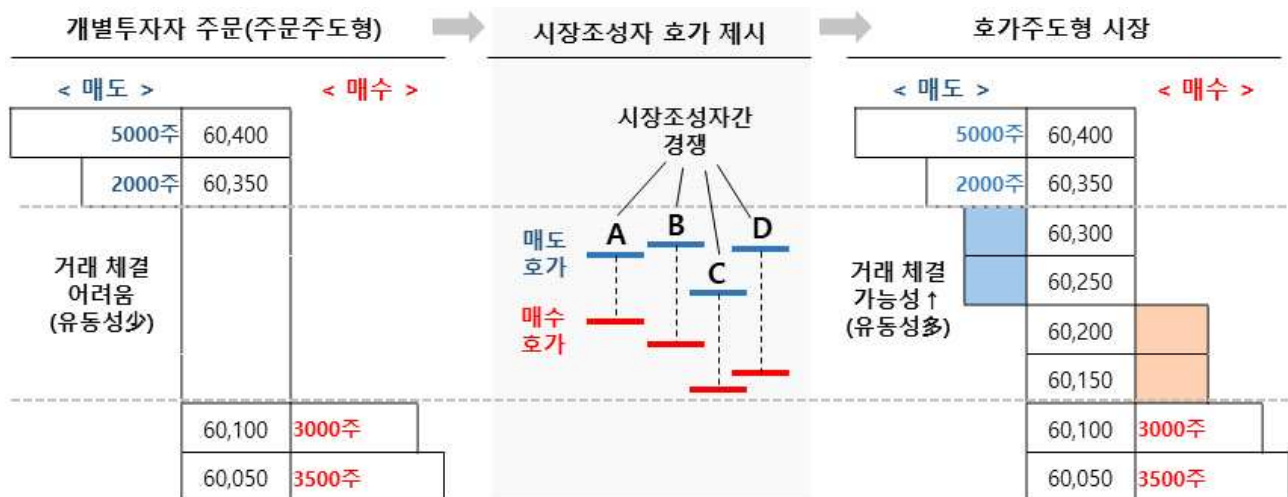 개별투자자 주문(주문주도형)
< 매도 >
< 매수 >
5000주 60,400
2000주 60,350
거래 체결
어려움
(유동성少)
60,100 3000주
60,050 3500주
시장조성자 호가 제시
시장조성자간
경쟁
A B C D
매도
호가
매수
호가
호가주도형 시장
< 매도 >
< 매수 >
5000주 60,400
2000주 60,350
60,300
60,250
거래 체결
가능성↑
(유동성多)
60,200
60,150
60,100 3000주
60,050 3500주